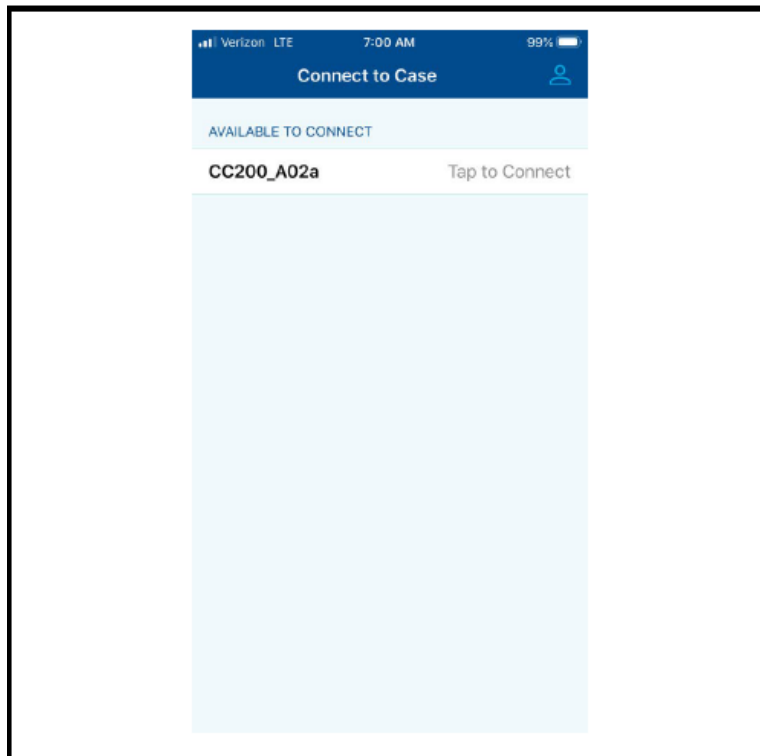 Verizon LTE 7:00 AM 99%
Connect to Case
AVAILABLE TO CONNECT
CC200_A02a Tap to Connect